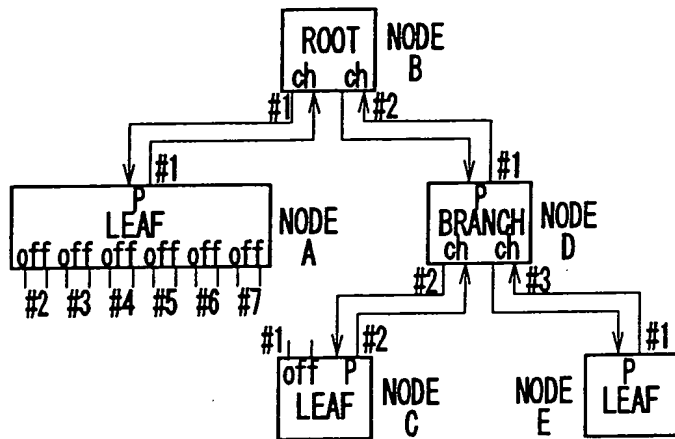 ROOT
ch ch
NODE
B
#1
#2
#1
#1
P
LEAF
off off off off off off
NODE
A
#2 #3 #4 #5 #6 #7
P
BRANCH
ch ch
NODE
D
#2
#3
#1
#2
#1
off P
LEAF
NODE
C
NODE
E
P
LEAF